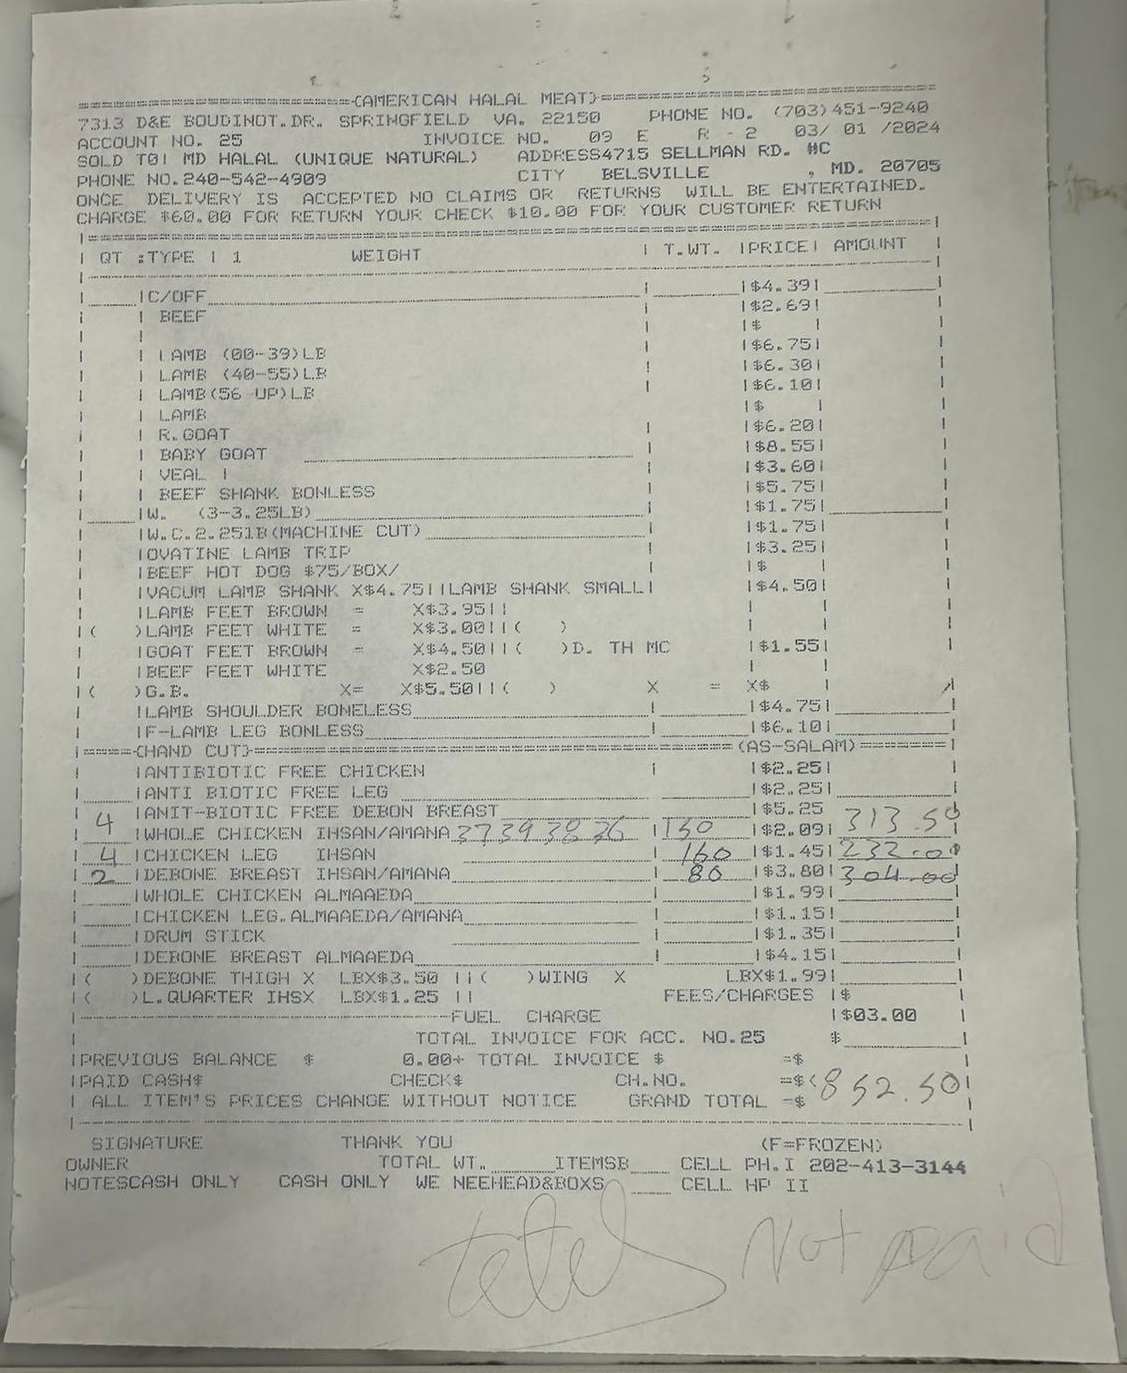 (AMERICAN HALAL MEAT)
7313 D&E BOUDINOT.DR. SPRINGFIELD VA. 22150 PHONE NO. (703)451-9240
ACCOUNT NO. 25 INVOICE NO. 09 E R - 2 03/ 01 /2024
SOLD TO! MD HALAL (UNIQUE NATURAL) ADDRESS4715 SELLMAN RD. #C
PHONE NO.240-542-4909 CITY BELSVILLE , MD. 20705
ONCE DELIVERY IS ACCEPTED NO CLAIMS OR RETURNS WILL BE ENTERTAINED.
CHARGE $60.00 FOR RETURN YOUR CHECK $10.00 FOR YOUR CUSTOMER RETURN
QT :TYPE | 1 WEIGHT | T.WT. |PRICE| AMOUNT |
C/OFF $4.39
BEEF $2.69
$
LAMB (00-39)LB $6.75
LAMB (40-55)LB $6.30
LAMB(56 UP)LB $6.10
LAMB $
R.GOAT $6.20
BABY GOAT $8.55
VEAL | $3.60
BEEF SHANK BONLESS $5.75
W. (3-3.25LB) $1.75
W.C.2.25lB(MACHINE CUT) $1.75
OVATINE LAMB TRIP $3.25
BEEF HOT DOG $75/BOX/ $
VACUM LAMB SHANK X$4.75||LAMB SHANK SMALL| $4.50
LAMB FEET BROWN = X$3.95||
( )LAMB FEET WHITE = X$3.00||( )
GOAT FEET BROWN = X$4.50||( )D. TH MC $1.55
BEEF FEET WHITE X$2.50
( )G.B. X= X$5.50||( ) X = X$
LAMB SHOULDER BONELESS $4.75
F-LAMB LEG BONLESS $6.10
(HAND CUT) (AS-SALAM)
ANTIBIOTIC FREE CHICKEN $2.25
ANTI BIOTIC FREE LEG $2.25
ANIT-BIOTIC FREE DEBON BREAST $5.25
4 WHOLE CHICKEN IHSAN/AMANA 37 39 38 36 150 $2.09 313.50
4 CHICKEN LEG IHSAN 160 $1.45 232.00
2 DEBONE BREAST IHSAN/AMANA 80 $3.80 304.00
WHOLE CHICKEN ALMAAEDA $1.99
CHICKEN LEG.ALMAAEDA/AMANA $1.15
DRUM STICK $1.35
DEBONE BREAST ALMAAEDA $4.15
( )DEBONE THIGH X LBX$3.50 ||( )WING X LBX$1.99
( )L.QUARTER IHSX LBX$1.25 || FEES/CHARGES |$
FUEL CHARGE $03.00
TOTAL INVOICE FOR ACC. NO.25 $
PREVIOUS BALANCE $ 0.00+ TOTAL INVOICE $ =$
PAID CASH$ CHECK$ CH.NO. =$ 852.50
ALL ITEM'S PRICES CHANGE WITHOUT NOTICE GRAND TOTAL =$
SIGNATURE THANK YOU (F=FROZEN)
OWNER TOTAL WT. ITEMSB CELL PH.I 202-413-3144
NOTESCASH ONLY CASH ONLY WE NEEHEAD&BOXS CELL HP II
Not paid